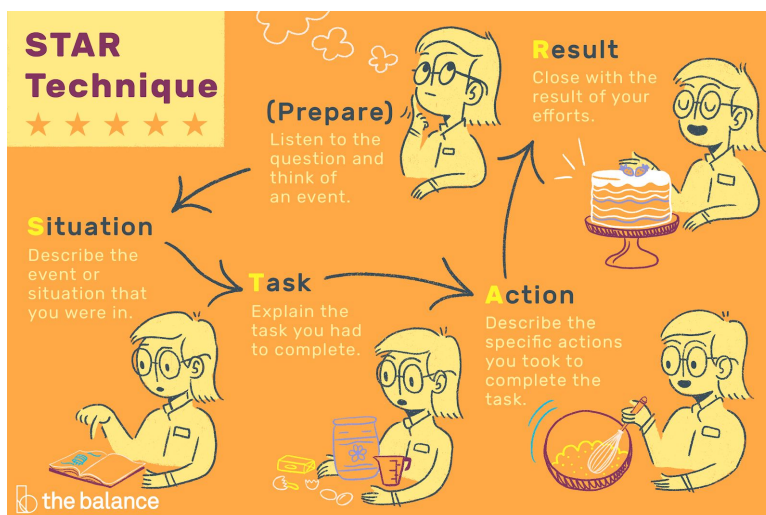 STAR
Technique
(Prepare)
Listen to the
question and
think of
an event.
Situation
Describe the
event or
situation that
you were in.
Task
Explain the
task you had
to complete.
Action
Describe the
specific actions
you took to
complete the
task.
Result
Close with the
result of your
efforts.
the balance